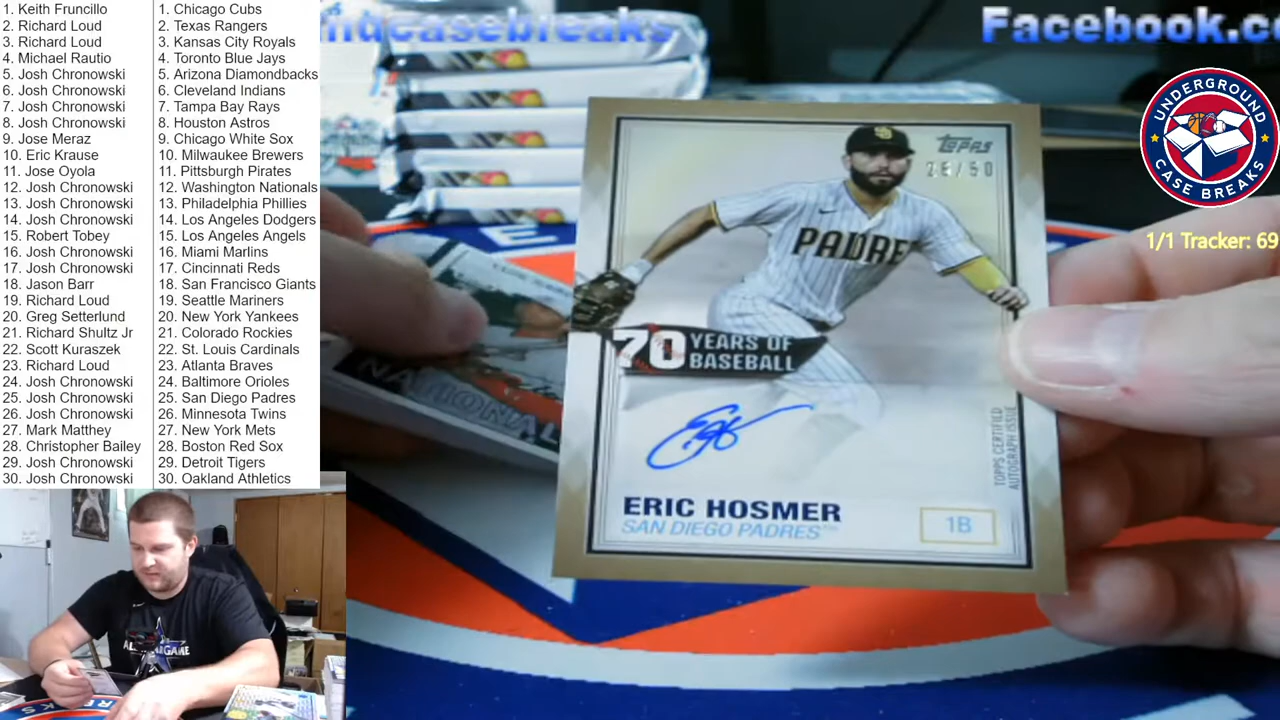 1. Keith Fruncillo
2. Richard Loud
3. Richard Loud
4. Michael Rautio
5. Josh Chronowski
6. Josh Chronowski
7. Josh Chronowski
8. Josh Chronowski
9. Jose Meraz
10. Eric Krause
11. Jose Oyola
12. Josh Chronowski
13. Josh Chronowski
14. Josh Chronowski
15. Robert Tobey
16. Josh Chronowski
17. Josh Chronowski
18. Jason Barr
19. Richard Loud
20. Greg Setterlund
21. Richard Shultz Jr
22. Scott Kuraszek
23. Richard Loud
24. Josh Chronowski
25. Josh Chronowski
26. Josh Chronowski
27. Mark Matthey
28. Christopher Bailey
29. Josh Chronowski
30. Josh Chronowski
1. Chicago Cubs
2. Texas Rangers
3. Kansas City Royals
4. Toronto Blue Jays
5. Arizona Diamondbacks
6. Cleveland Indians
7. Tampa Bay Rays
8. Houston Astros
9. Chicago White Sox
10. Milwaukee Brewers
11. Pittsburgh Pirates
12. Washington Nationals
13. Philadelphia Phillies
14. Los Angeles Dodgers
15. Los Angeles Angels
16. Miami Marlins
17. Cincinnati Reds
18. San Francisco Giants
19. Seattle Mariners
20. New York Yankees
21. Colorado Rockies
22. St. Louis Cardinals
23. Atlanta Braves
24. Baltimore Orioles
25. San Diego Padres
26. Minnesota Twins
27. New York Mets
28. Boston Red Sox
29. Detroit Tigers
30. Oakland Athletics
ndcasebreaks
Facebook.c
UNDERGROUND
CASE BREAKS
1/1 Tracker: 69
Topps
PADRE
70 YEARS OF
BASEBALL
TOPPS CERTIFIED
AUTOGRAPH ISSUE
ERIC HOSMER
SAN DIEGO PADRES™
1B
NATIONAL